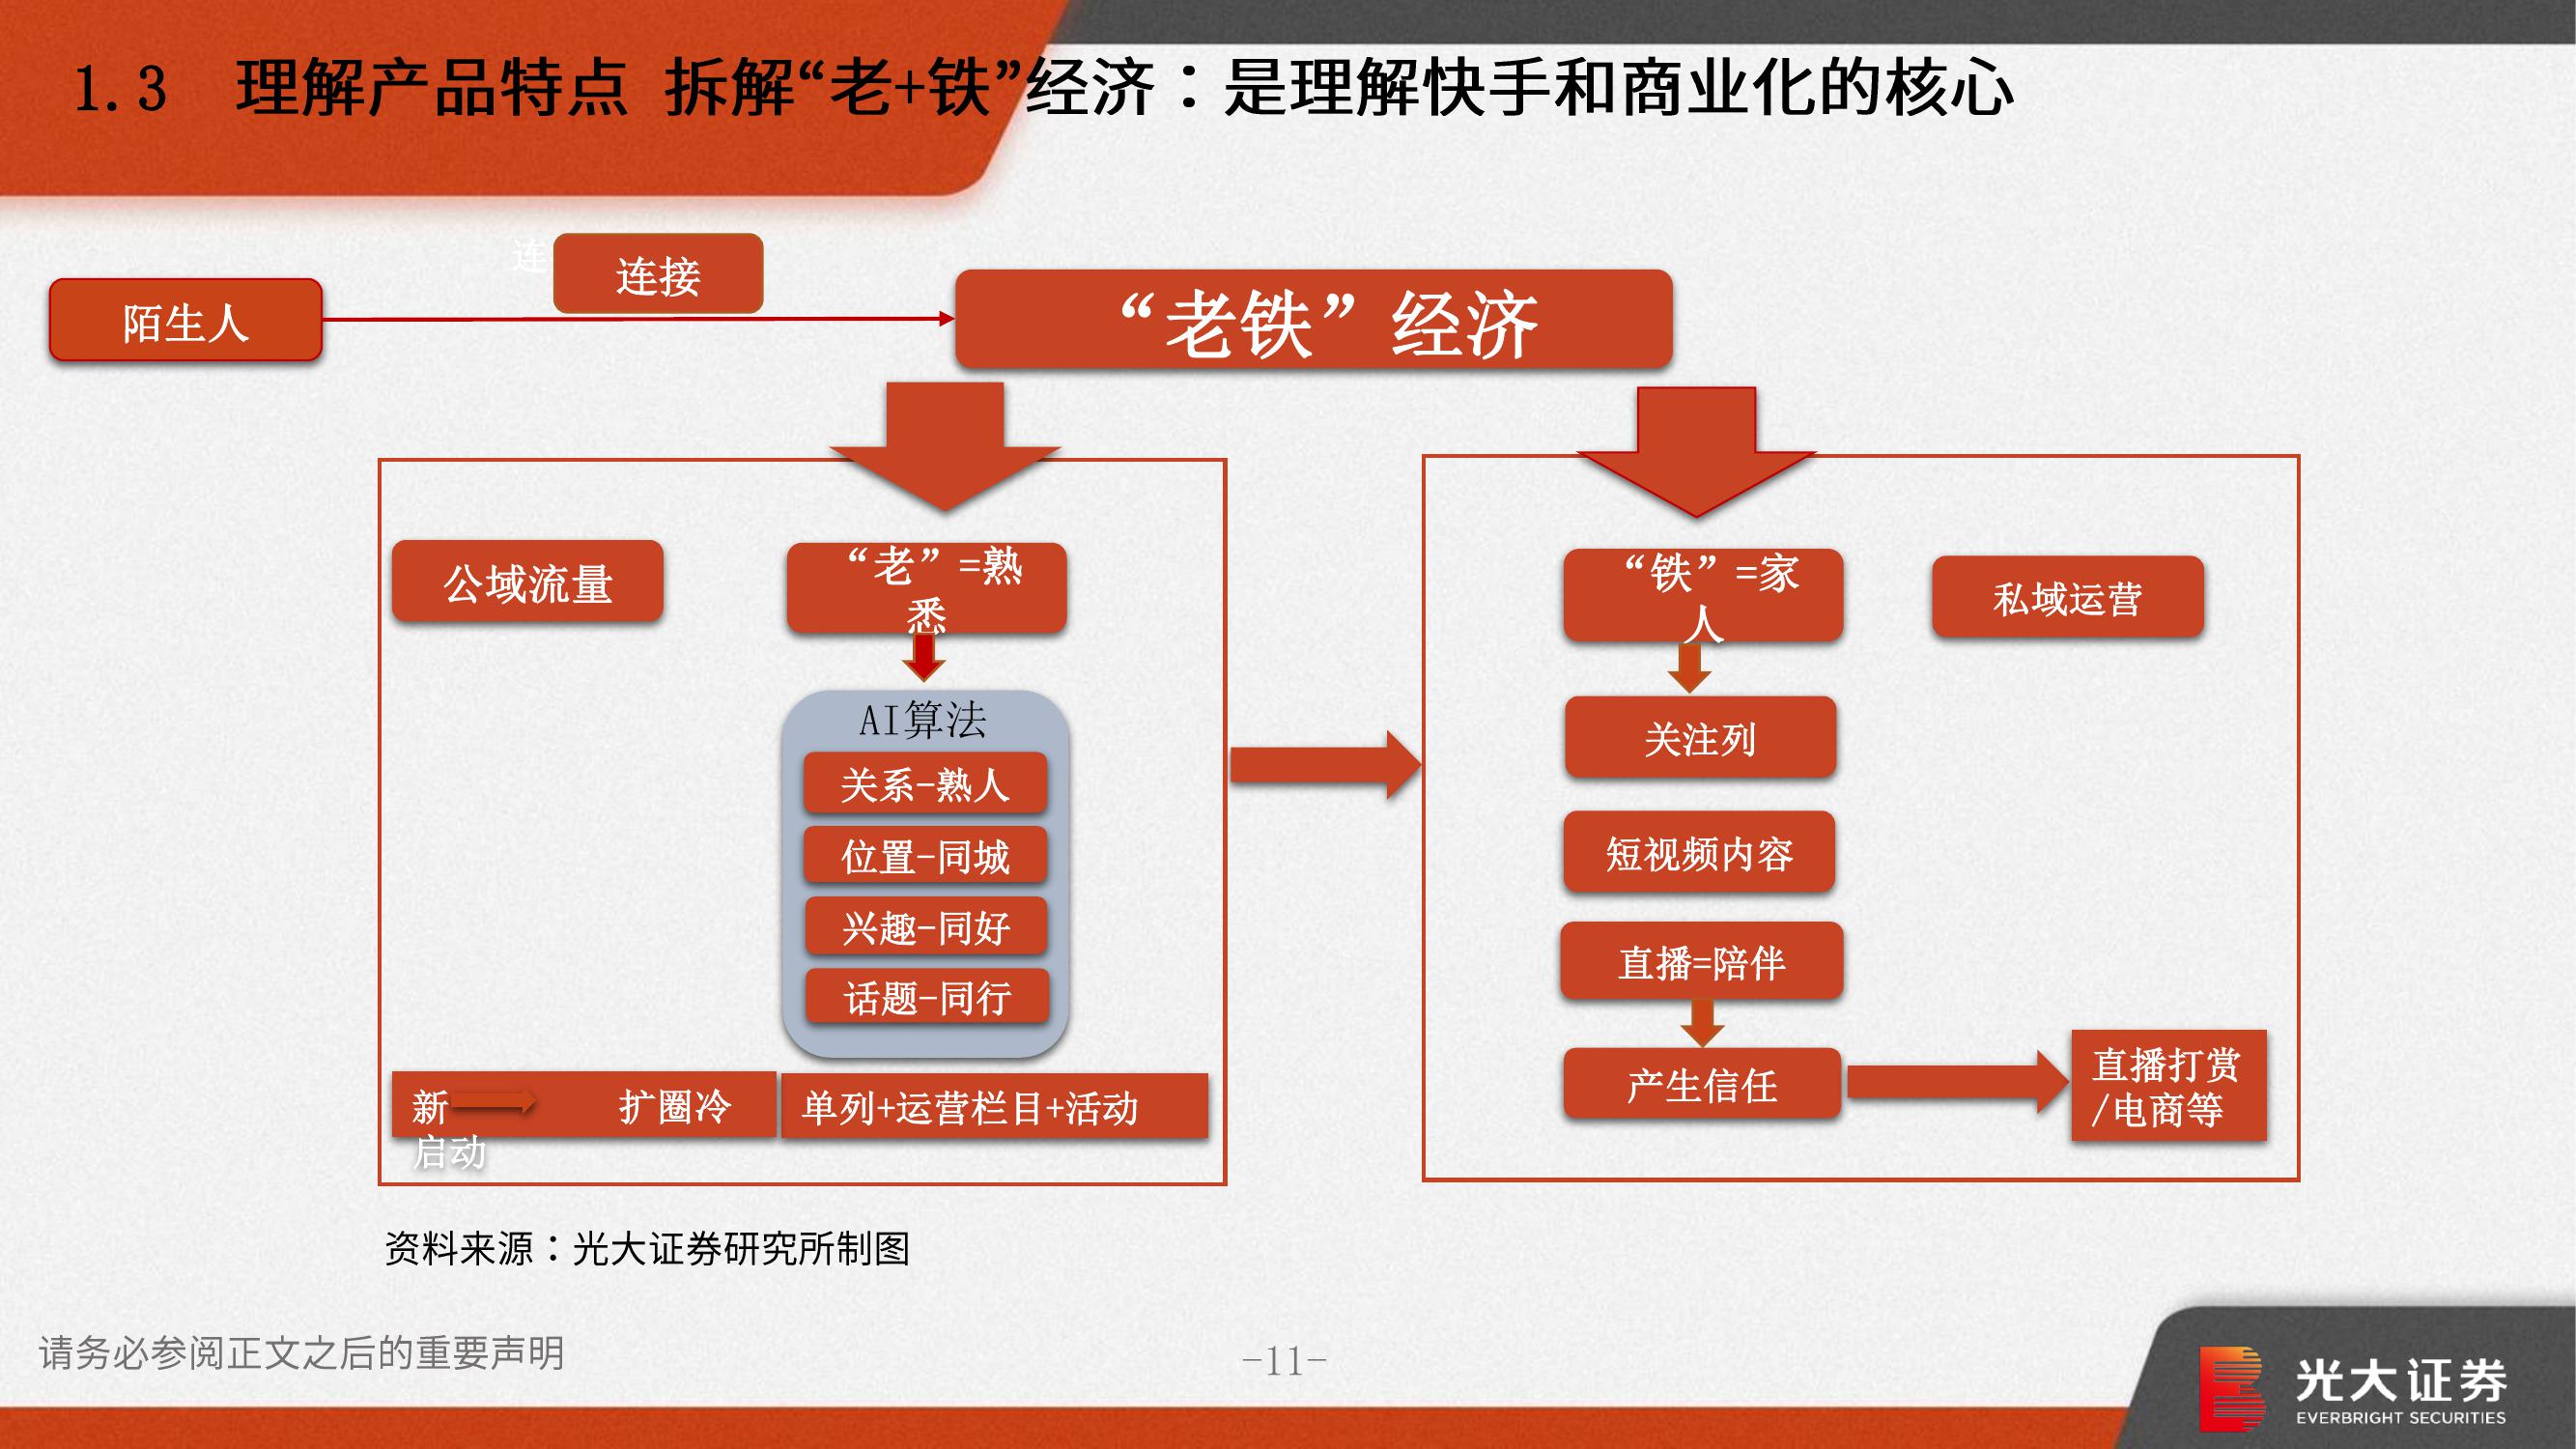 1.3 理解产品特点 拆解“老+铁”经济：是理解快手和商业化的核心
连
连接
陌生人
“老铁”经济
公域流量
“老”=熟
悉
AI算法
关系-熟人
位置-同城
兴趣-同好
话题-同行
新 扩圈冷
启动
单列+运营栏目+活动
“铁”=家
人
私域运营
关注列
短视频内容
直播=陪伴
产生信任
直播打赏
/电商等
资料来源：光大证券研究所制图
请务必参阅正文之后的重要声明
-11-
光大证券
EVERBRIGHT SECURITIES